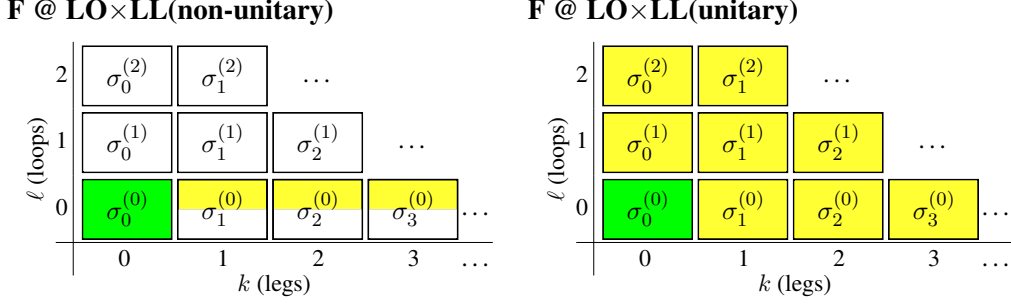 F @ LO×LL(non-unitary)
ℓ (loops)
2 σ₀⁽²⁾ σ₁⁽²⁾ ...
1 σ₀⁽¹⁾ σ₁⁽¹⁾ σ₂⁽¹⁾ ...
0 σ₀⁽⁰⁾ σ₁⁽⁰⁾ σ₂⁽⁰⁾ σ₃⁽⁰⁾ ...
0 1 2 3 ...
k (legs)
F @ LO×LL(unitary)
ℓ (loops)
2 σ₀⁽²⁾ σ₁⁽²⁾ ...
1 σ₀⁽¹⁾ σ₁⁽¹⁾ σ₂⁽¹⁾ ...
0 σ₀⁽⁰⁾ σ₁⁽⁰⁾ σ₂⁽⁰⁾ σ₃⁽⁰⁾ ...
0 1 2 3 ...
k (legs)